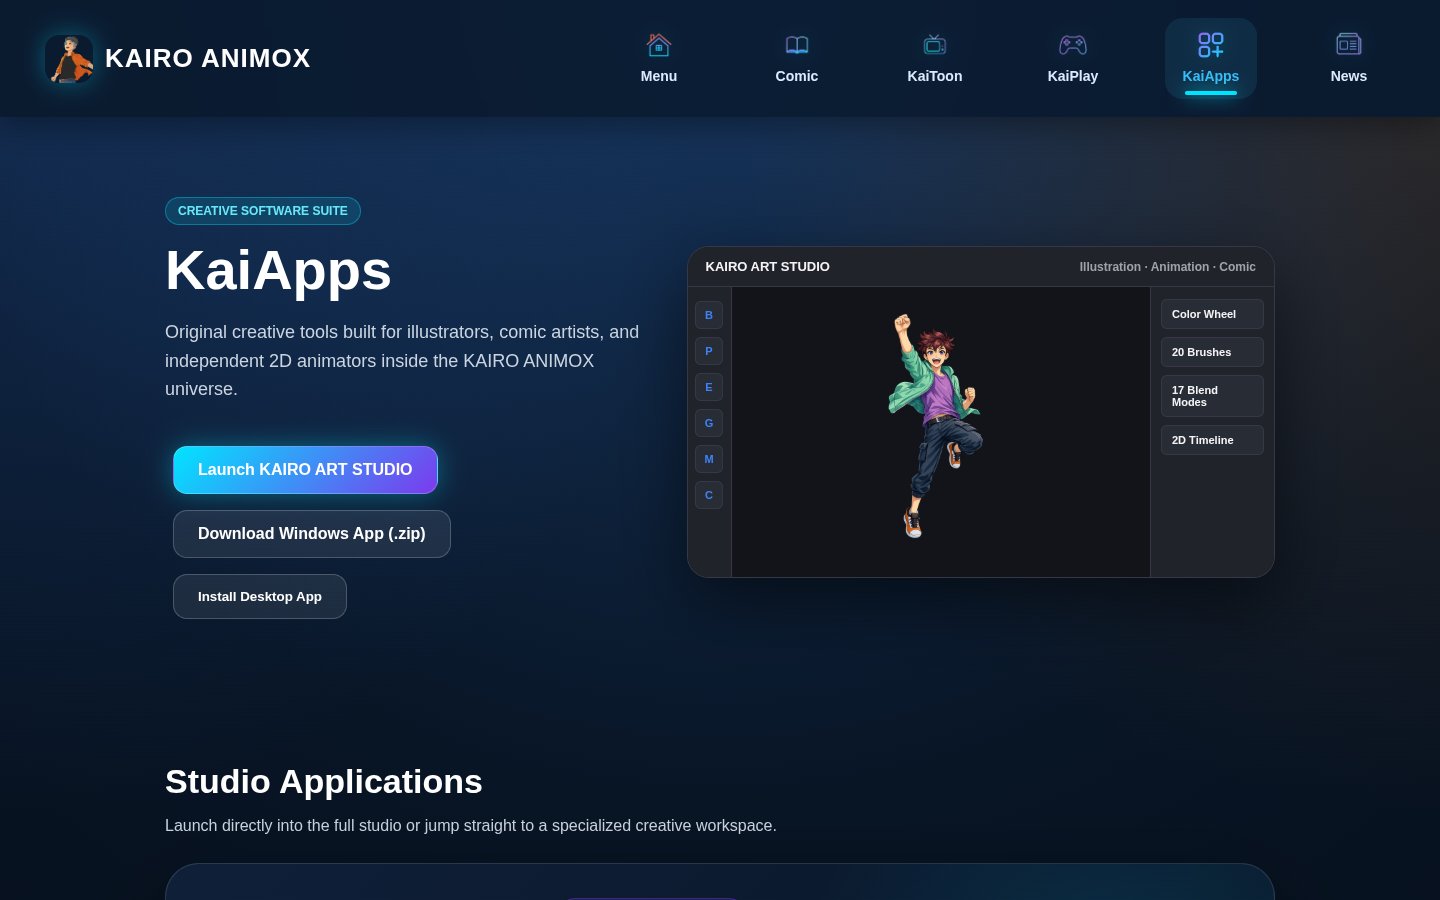 KAIRO ANIMOX
Menu
Comic
KaiToon
KaiPlay
KaiApps
News
CREATIVE SOFTWARE SUITE
KaiApps
Original creative tools built for illustrators, comic artists, and
independent 2D animators inside the KAIRO ANIMOX
universe.
Launch KAIRO ART STUDIO
Download Windows App (.zip)
Install Desktop App
KAIRO ART STUDIO
Illustration · Animation · Comic
B
P
E
G
M
C
Color Wheel
20 Brushes
17 Blend
Modes
2D Timeline
Studio Applications
Launch directly into the full studio or jump straight to a specialized creative workspace.